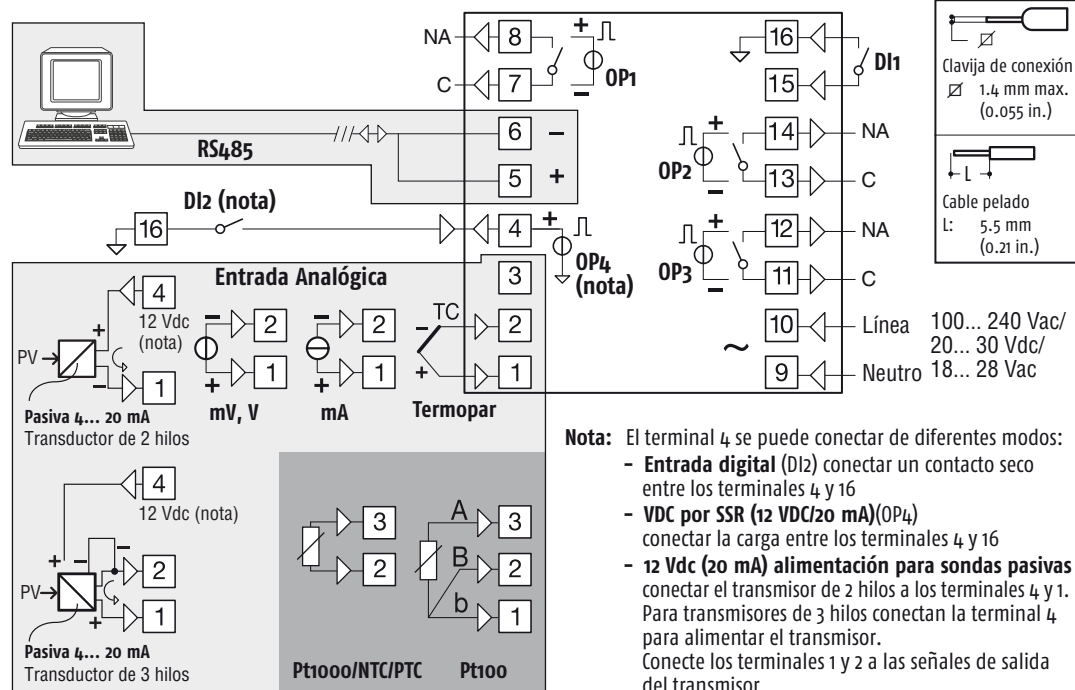 NA
8
OP1
C
7
6
RS485
5
DI2 (nota)
16
4
OP4
(nota)
3
2
1
TC
16
DI1
15
14
NA
OP2
13
C
12
NA
OP3
11
C
10
Línea
9
Neutro
100... 240 Vac/
20... 30 Vdc/
18... 28 Vac
Clavija de conexión
1.4 mm max.
(0.055 in.)
L
Cable pelado
L: 5.5 mm
(0.21 in.)
Entrada Analógica
4
12 Vdc
(nota)
PV
1
Pasiva 4... 20 mA
Transductor de 2 hilos
2
1
mV, V
2
1
mA
Termopar
4
12 Vdc (nota)
PV
2
1
Pasiva 4... 20 mA
Transductor de 3 hilos
3
2
Pt1000/NTC/PTC
A
3
B
2
b
1
Pt100
Nota: El terminal 4 se puede conectar de diferentes modos:
- Entrada digital (DI2) conectar un contacto seco
entre los terminales 4 y 16
- VDC por SSR (12 VDC/20 mA)(OP4)
conectar la carga entre los terminales 4 y 16
- 12 Vdc (20 mA) alimentación para sondas pasivas
conectar el transmisor de 2 hilos a los terminales 4 y 1.
Para transmisores de 3 hilos conectan la terminal 4
para alimentar el transmisor.
Conecte los terminales 1 y 2 a las señales de salida
del transmisor